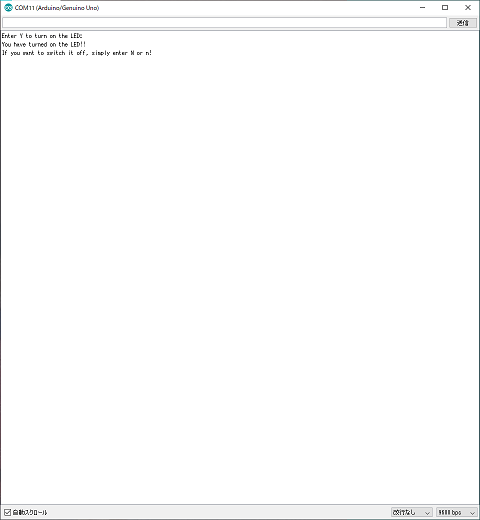 COM11 (Arduino/Genuino Uno)
送信
Enter Y to turn on the LED:
You have turned on the LED!!
If you want to switch it off, simply enter N or n!
自動スクロール
改行なし
9600 bps